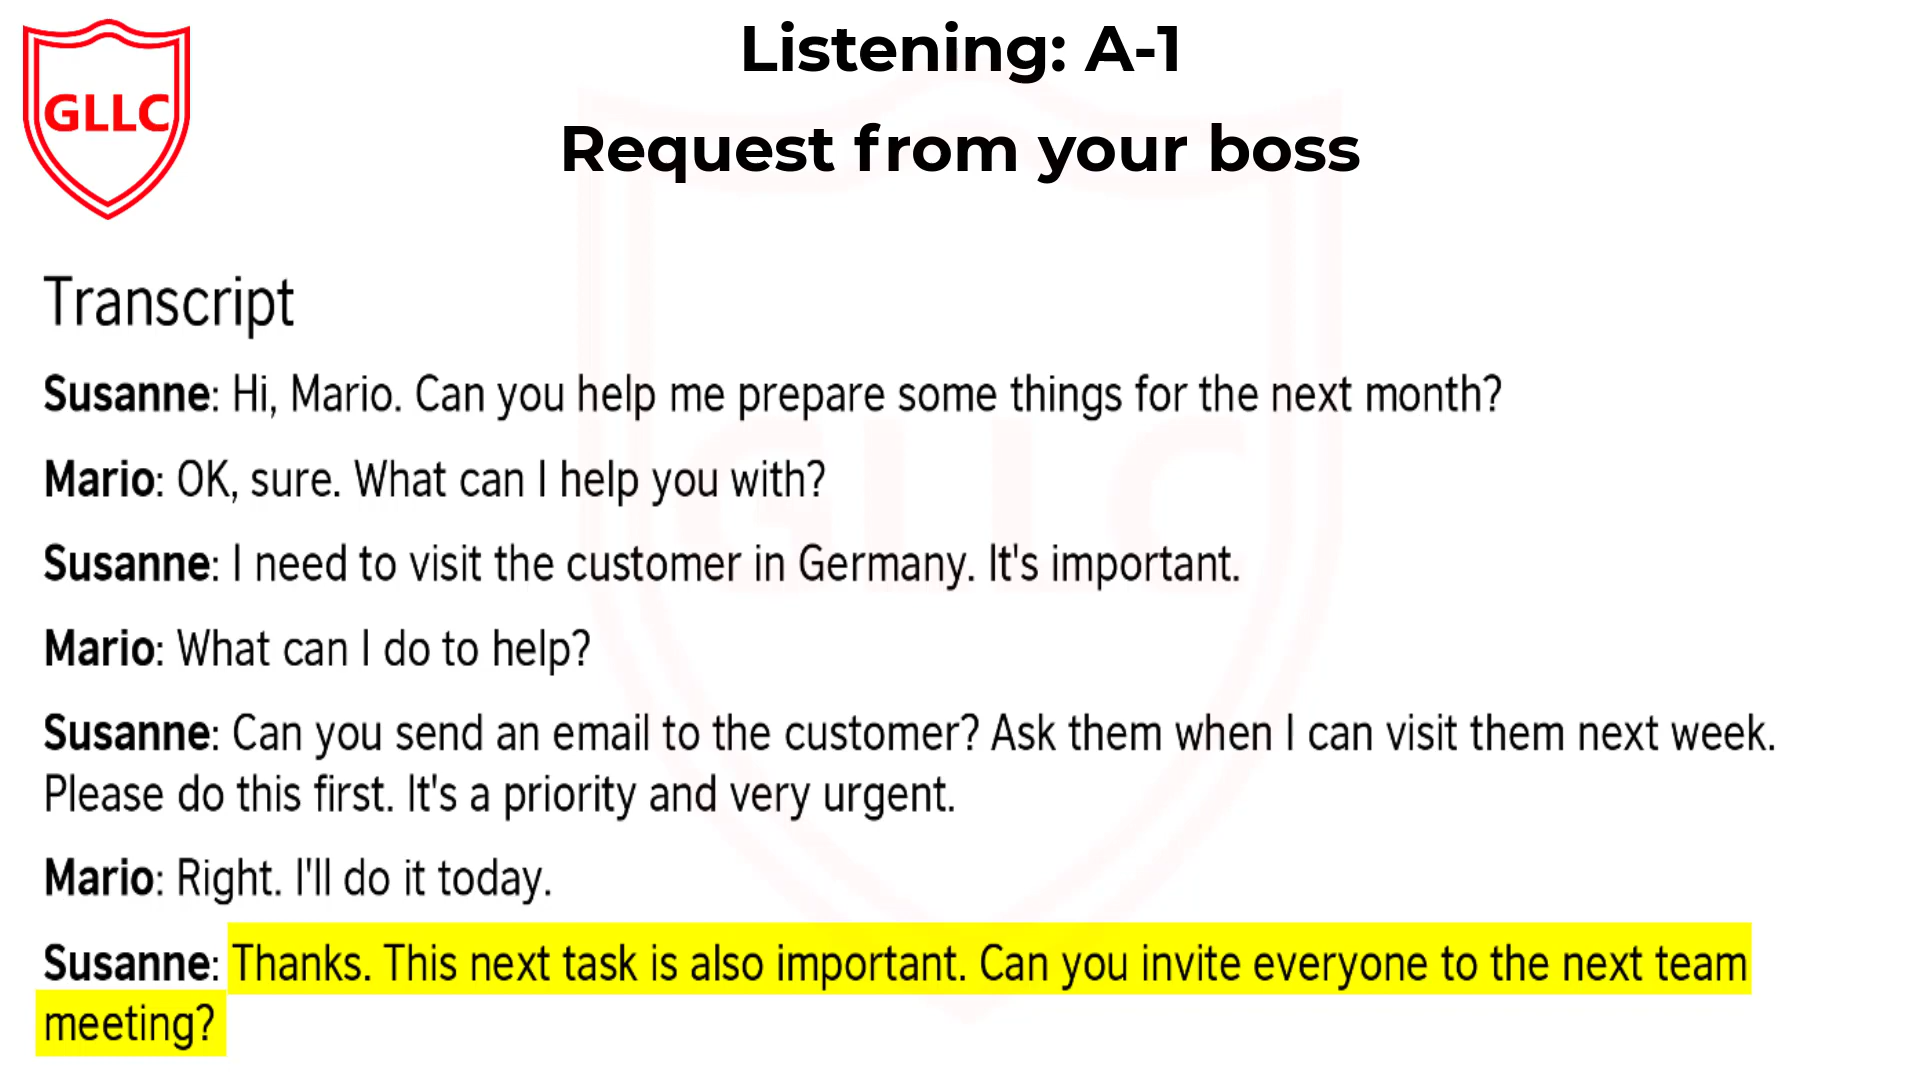 GLLC
Listening: A-1
Request from your boss
Transcript
Susanne: Hi, Mario. Can you help me prepare some things for the next month?
Mario: OK, sure. What can I help you with?
Susanne: I need to visit the customer in Germany. It's important.
Mario: What can I do to help?
Susanne: Can you send an email to the customer? Ask them when I can visit them next week.
Please do this first. It's a priority and very urgent.
Mario: Right. I'll do it today.
Susanne: Thanks. This next task is also important. Can you invite everyone to the next team
meeting?
GLLC